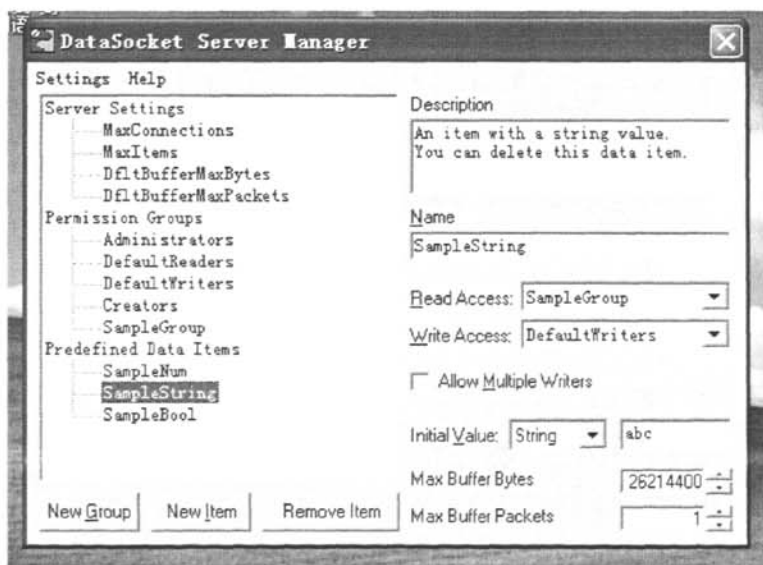 语
DataSocket Server Manager
Settings Help
Server Settings
MaxConnections
MaxItems
DfltBufferMaxBytes
DfltBufferMaxPackets
Permission Groups
Administrators
DefaultReaders
DefaultWriters
Creators
SampleGroup
Predefined Data Items
SampleNum
SampleString
SampleBool
New Group
New Item
Remove Item
Description
An item with a string value.
You can delete this data item.
Name
SampleString
Read Access: SampleGroup
Write Access: DefaultWriters
Allow Multiple Writers
Initial Value: String abc
Max Buffer Bytes 26214400
Max Buffer Packets 1